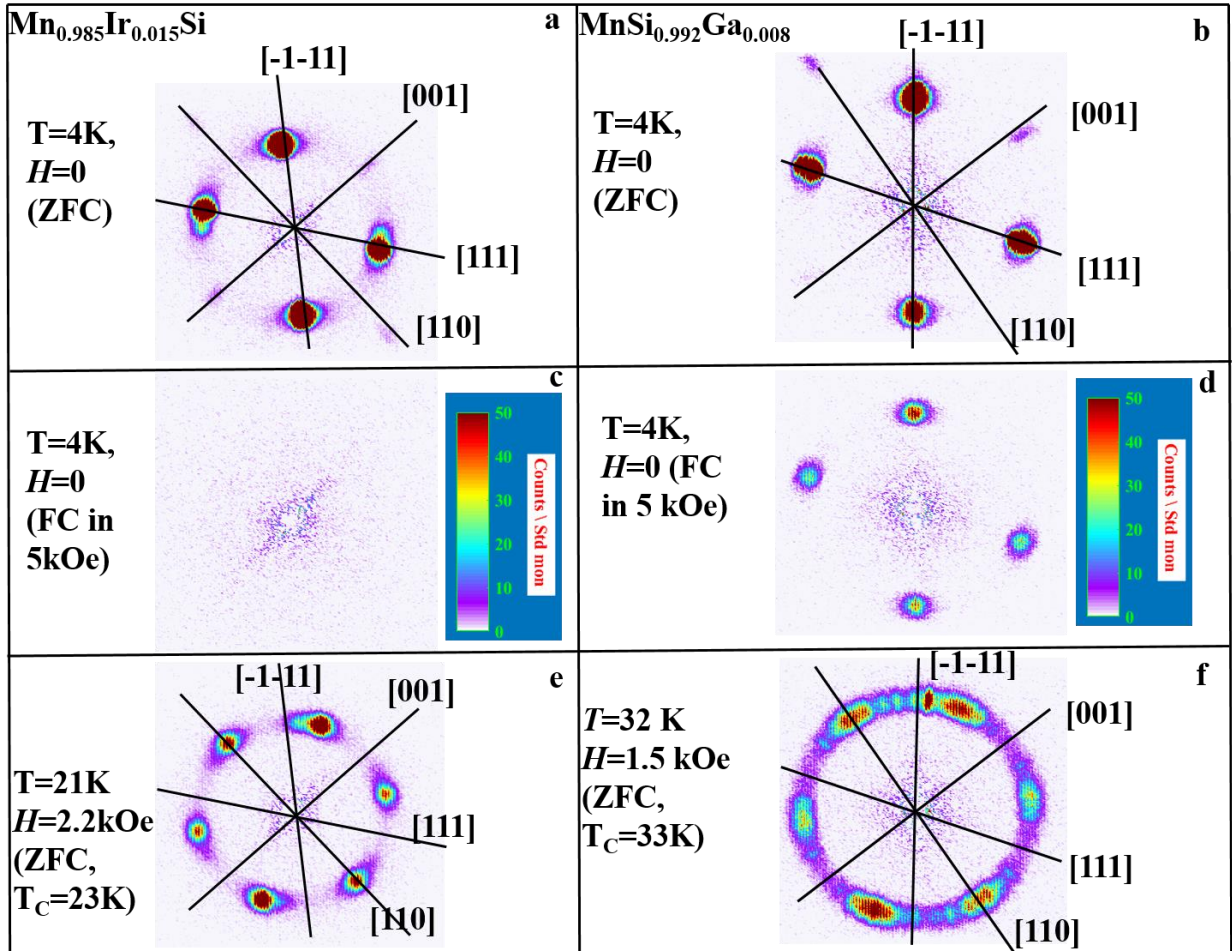 Mn0.985Ir0.015Si
a
[-1-11]
[001]
T=4K,
H=0
(ZFC)
[111]
[110]
MnSi0.992Ga0.008
b
[-1-11]
[001]
T=4K,
H=0
(ZFC)
[111]
[110]
c
T=4K,
H=0
(FC in
5kOe)
50
40
30
20
10
0
Counts \ Std mon
d
T=4K,
H=0 (FC
in 5 kOe)
50
40
30
20
10
0
Counts \ Std mon
e
[-1-11]
[001]
T=21K
H=2.2kOe
(ZFC,
TC=23K)
[111]
[110]
f
[-1-11]
[001]
T=32 K
H=1.5 kOe
(ZFC,
TC=33K)
[111]
[110]